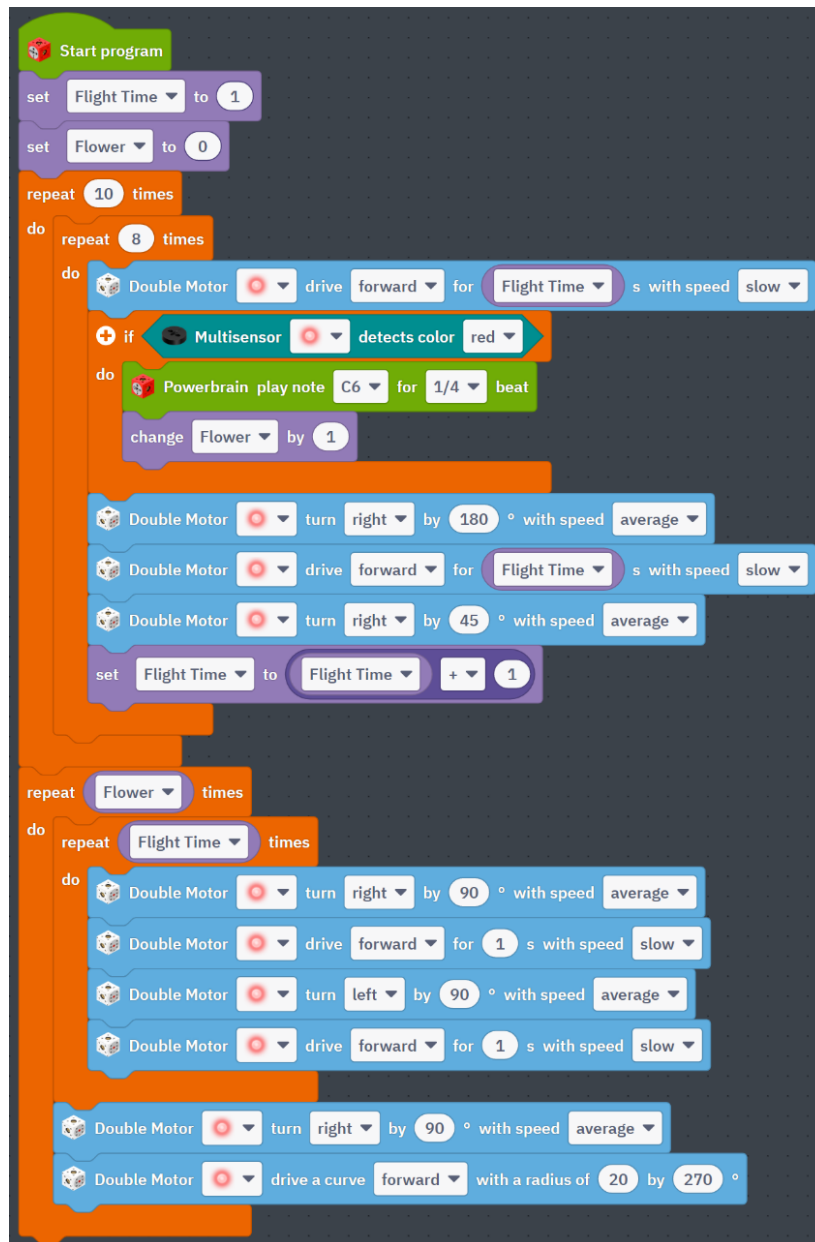 Start program
set Flight Time to 1
set Flower to 0
repeat 10 times
do repeat 8 times
do Double Motor drive forward for Flight Time s with speed slow
if Multisensor detects color red
do Powerbrain play note C6 for 1/4 beat
change Flower by 1
Double Motor turn right by 180 ° with speed average
Double Motor drive forward for Flight Time s with speed slow
Double Motor turn right by 45 ° with speed average
set Flight Time to Flight Time + 1
repeat Flower times
do repeat Flight Time times
do Double Motor turn right by 90 ° with speed average
Double Motor drive forward for 1 s with speed slow
Double Motor turn left by 90 ° with speed average
Double Motor drive forward for 1 s with speed slow
Double Motor turn right by 90 ° with speed average
Double Motor drive a curve forward with a radius of 20 by 270 °